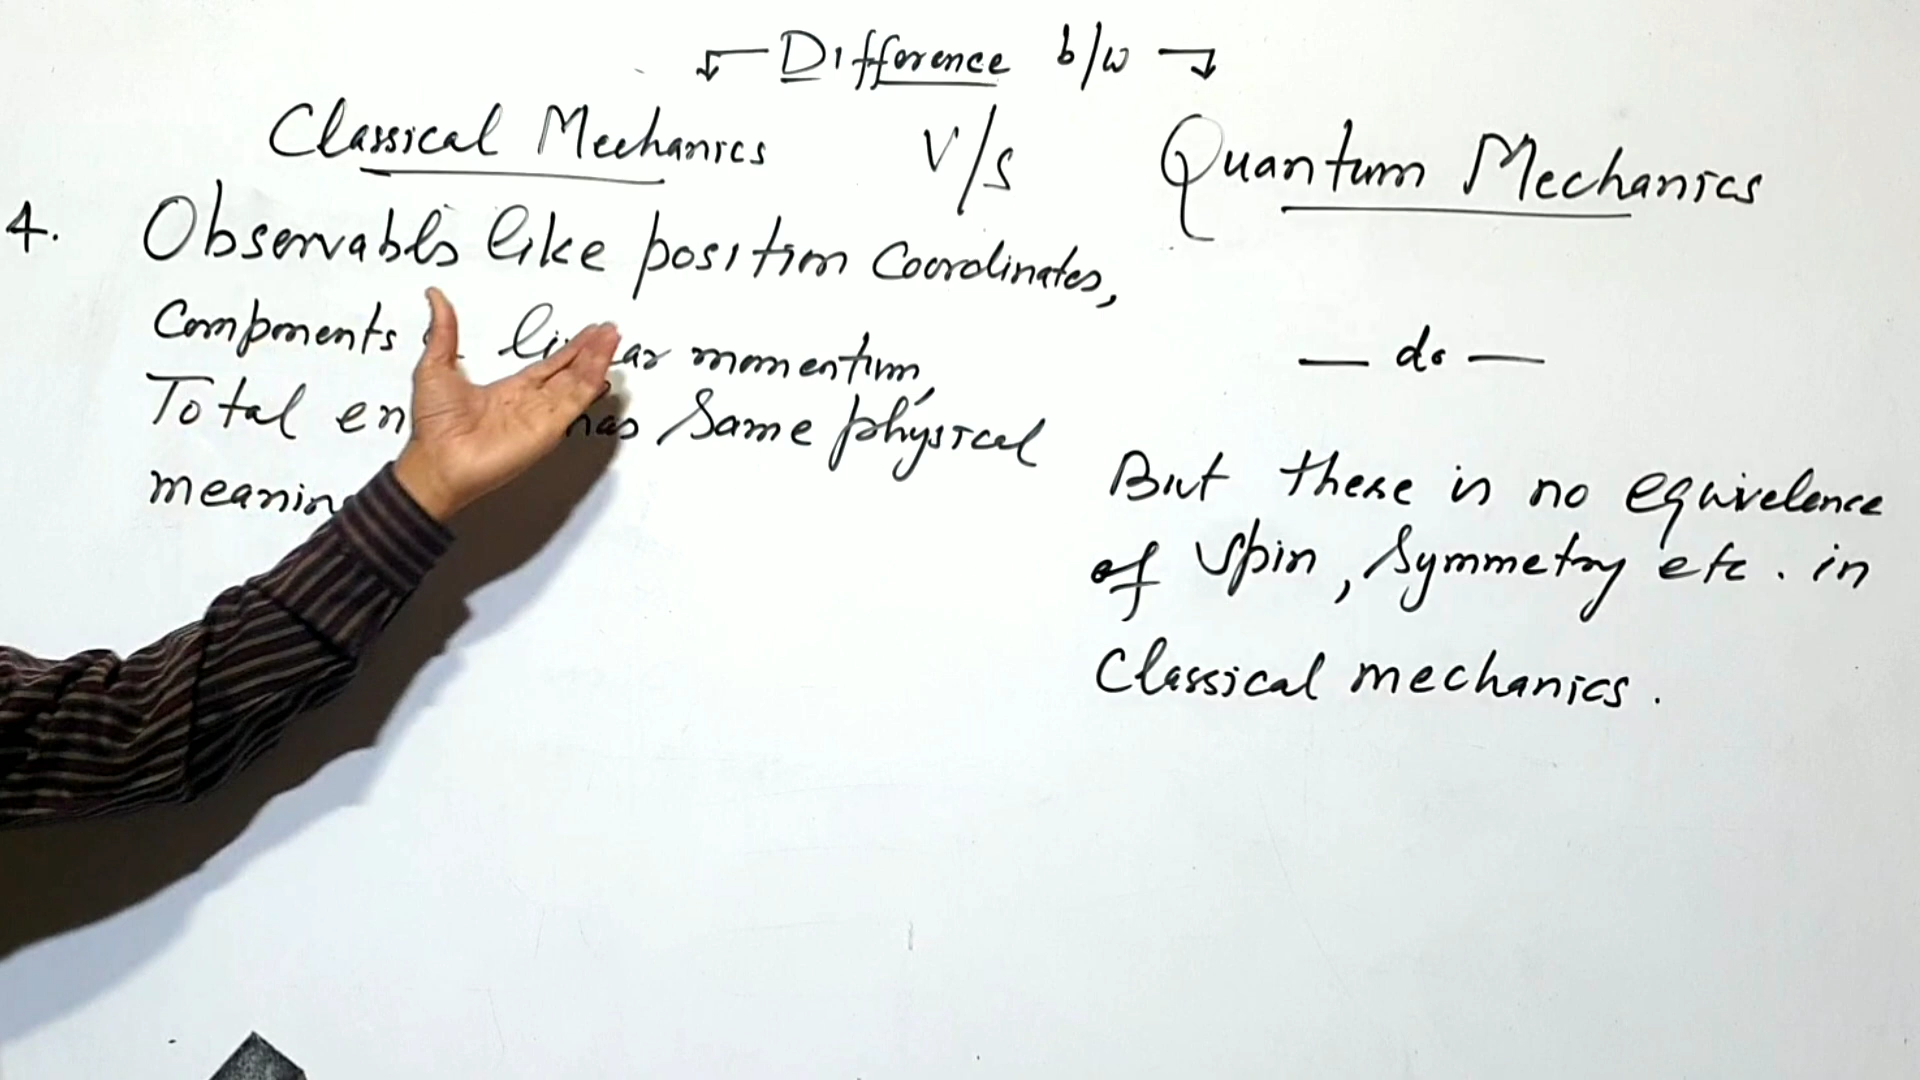 Difference b/w
Classical Mechanics V/S Quantum Mechanics
4. Observables like position Coordinates,
Components linear momentum,
Total has Same physical
meaning
— do —
But there is no equivelence
of Spin, Symmetry etc. in
Classical mechanics.